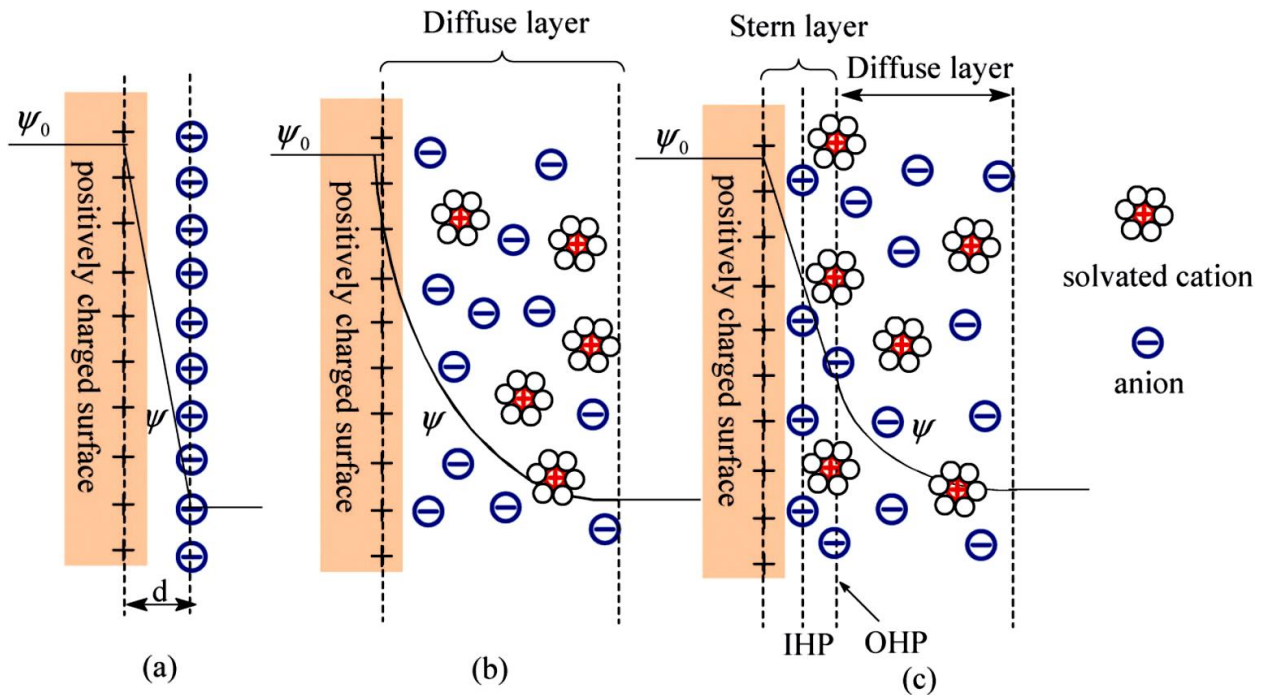 Diffuse layer
Stern layer
Diffuse layer
ψ₀
positively charged surface
ψ
d
(a)
ψ₀
positively charged surface
ψ
(b)
ψ₀
positively charged surface
ψ
IHP
OHP
(c)
solvated cation
anion